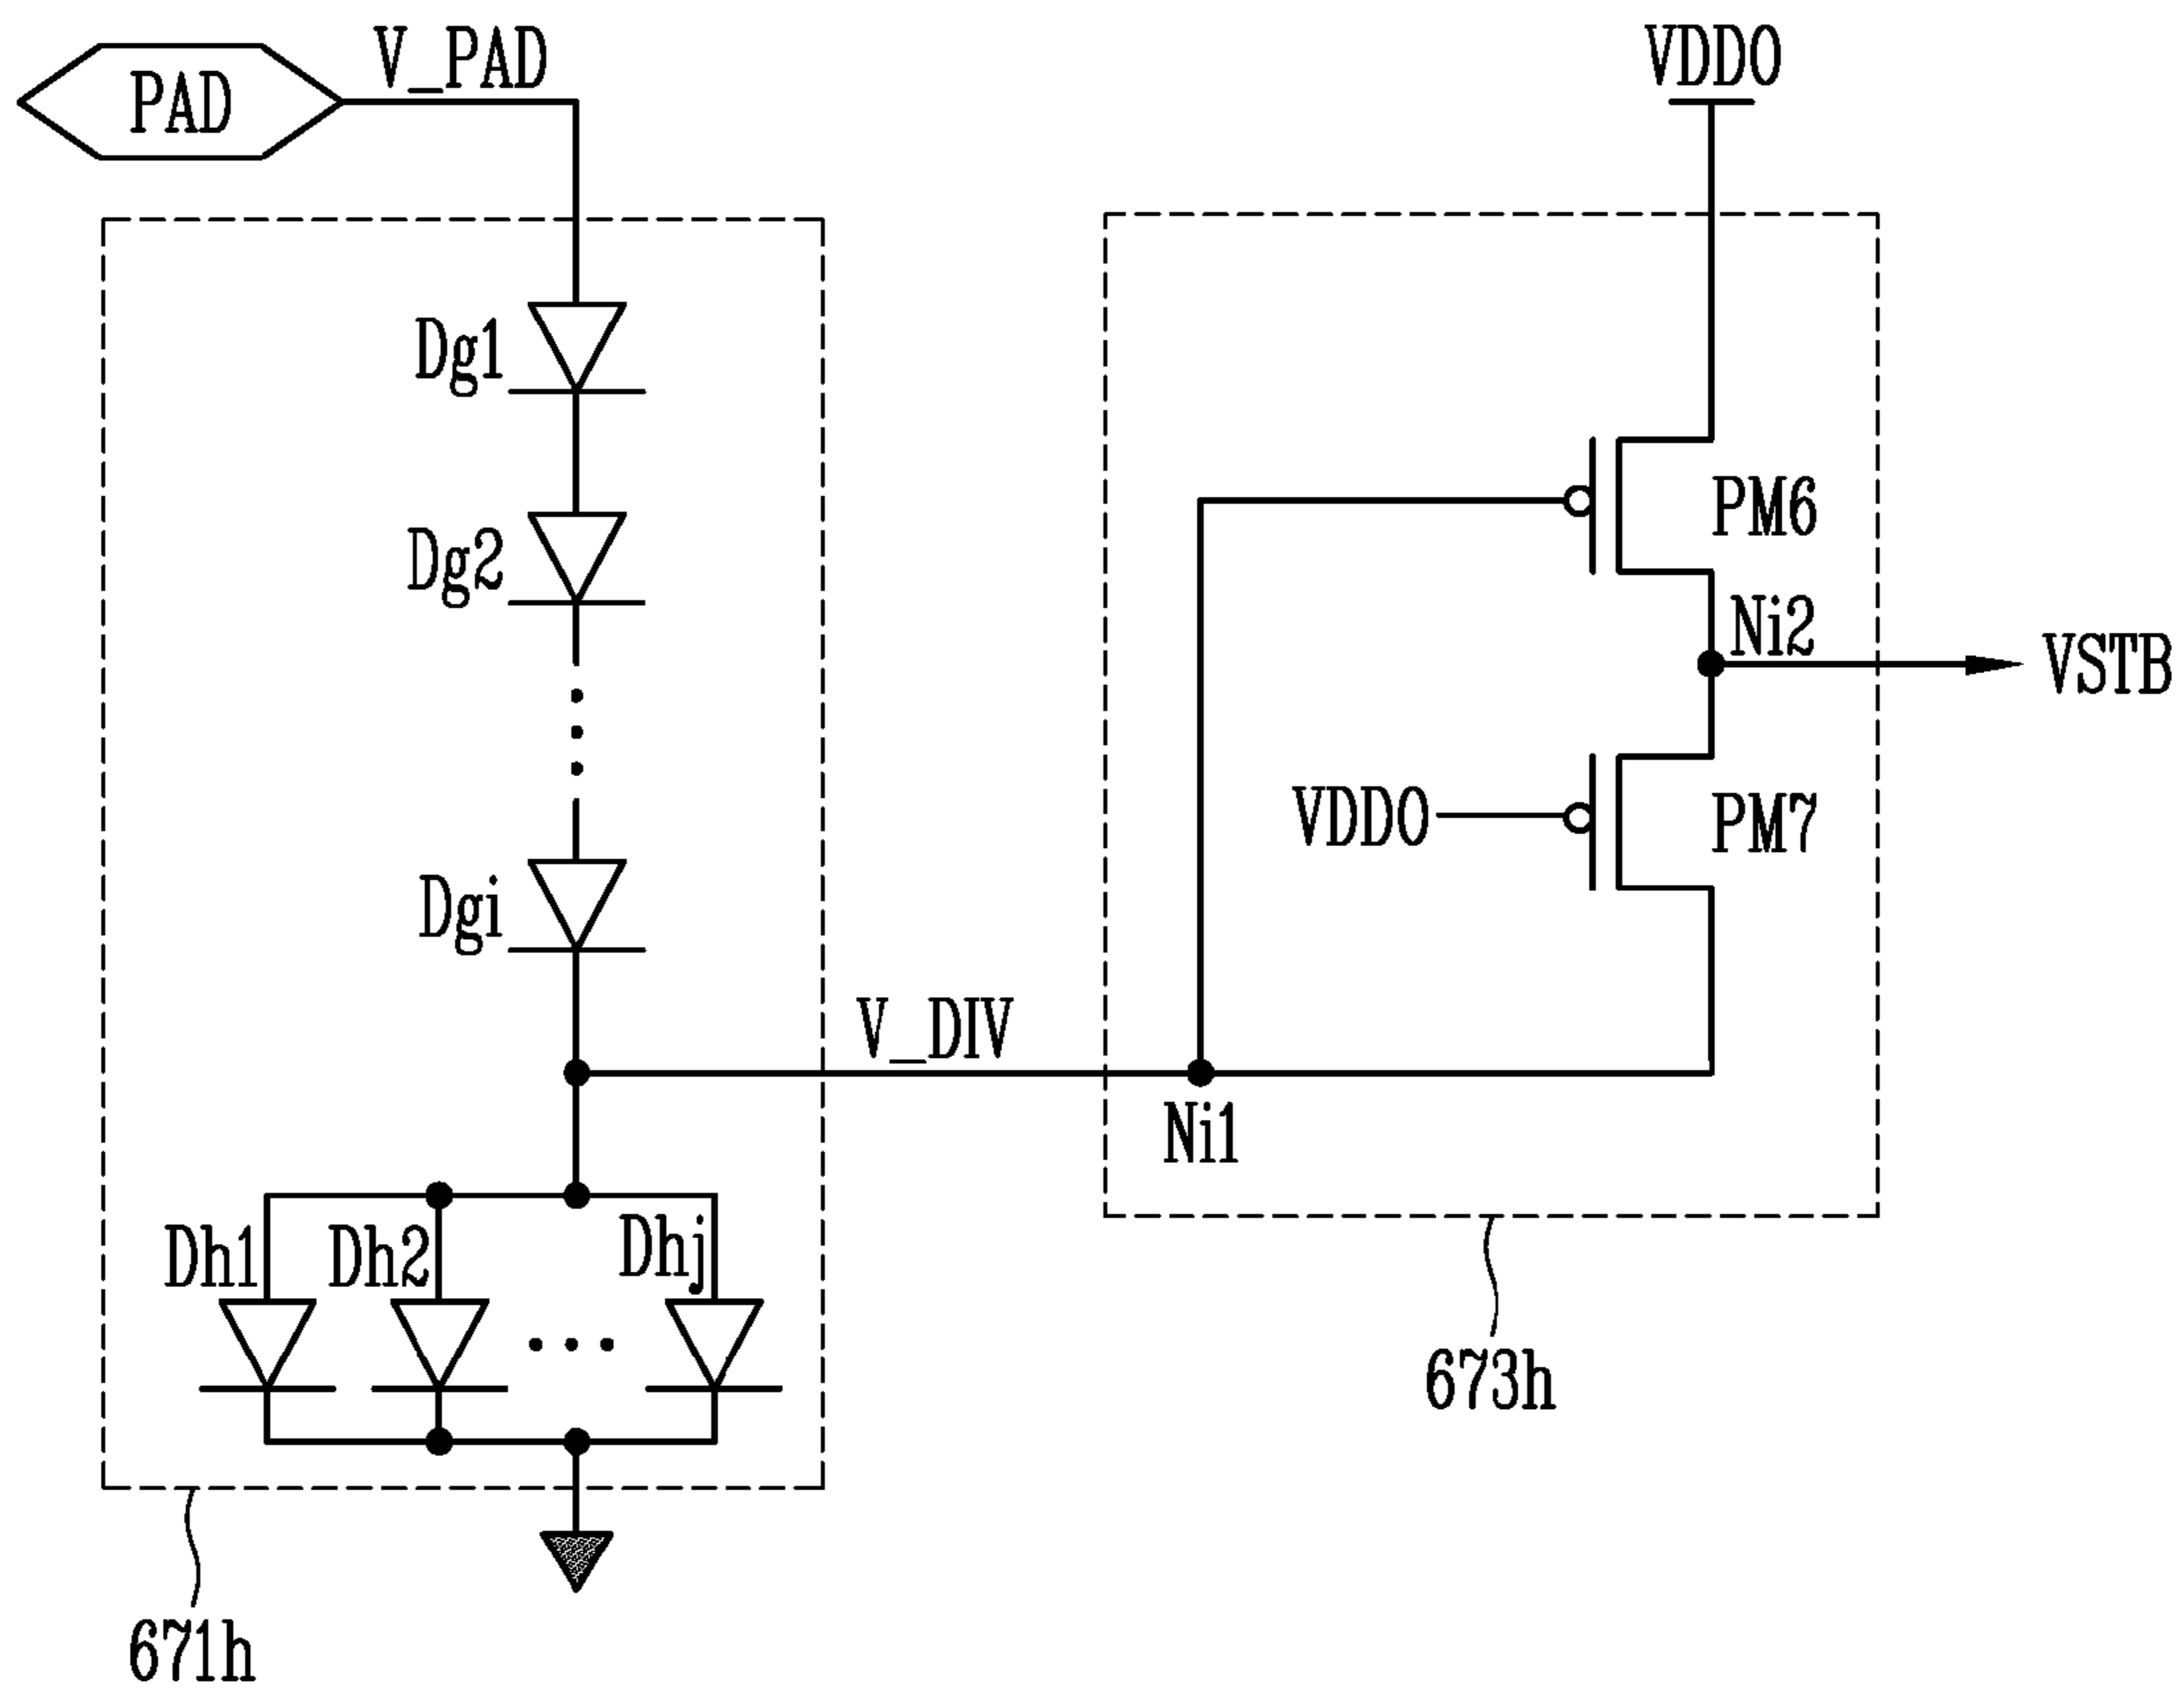 V_PAD
PAD
VDDO
Dg1
Dg2
PM6
Ni2
VSTB
VDDO
PM7
Dgi
V_DIV
Ni1
Dh1
Dh2
Dhj
673h
671h